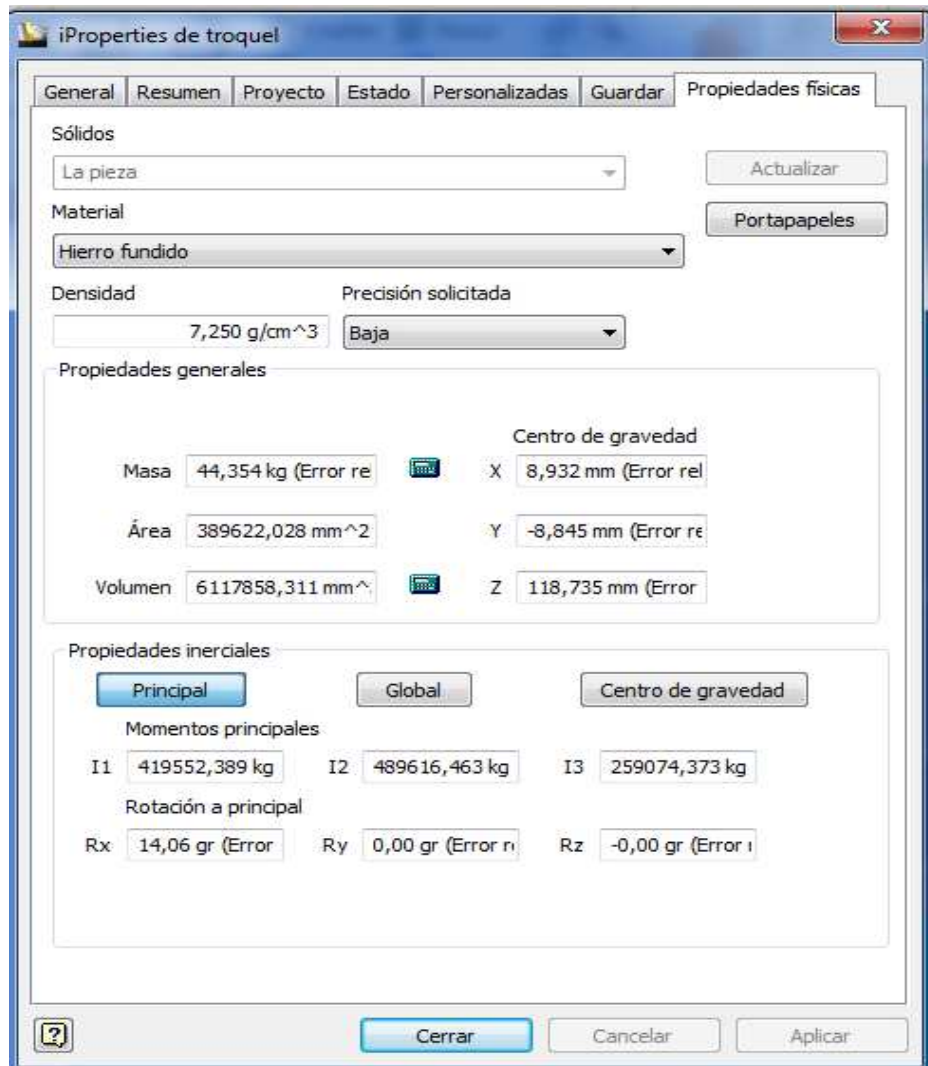 iProperties de troquel
General Resumen Proyecto Estado Personalizadas Guardar Propiedades físicas
Sólidos
La pieza
Actualizar
Material
Portapapeles
Hierro fundido
Densidad Precisión solicitada
7,250 g/cm^3 Baja
Propiedades generales
Centro de gravedad
Masa 44,354 kg (Error re X 8,932 mm (Error rel
Área 389622,028 mm^2 Y -8,845 mm (Error re
Volumen 6117858,311 mm^ Z 118,735 mm (Error
Propiedades inerciales
Principal Global Centro de gravedad
Momentos principales
I1 419552,389 kg I2 489616,463 kg I3 259074,373 kg
Rotación a principal
Rx 14,06 gr (Error Ry 0,00 gr (Error r Rz -0,00 gr (Error
Cerrar Cancelar Aplicar